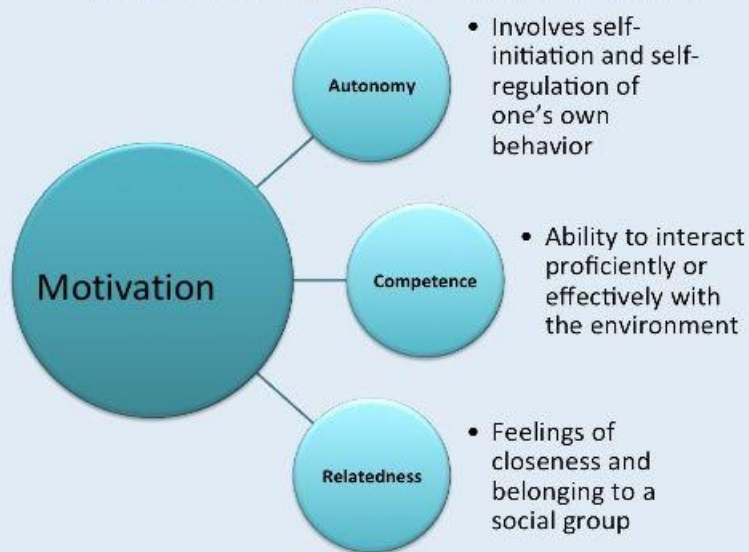 Autonomy
• Involves self-
initiation and self-
regulation of
one's own
behavior
Motivation
Competence
• Ability to interact
proficiently or
effectively with
the environment
Relatedness
• Feelings of
closeness and
belonging to a
social group